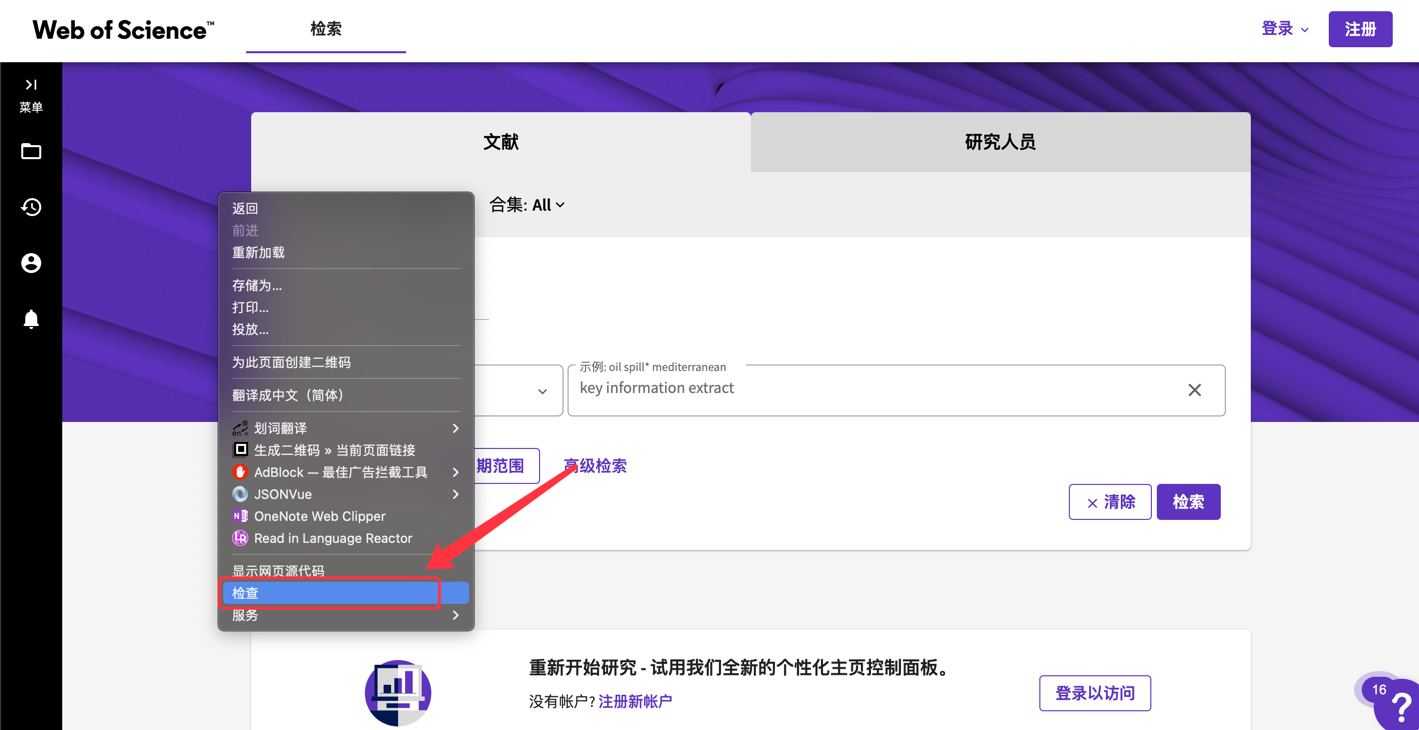 Web of Science™
检索
登录
注册
菜单
文献
研究人员
合集: All
返回
前进
重新加载
存储为...
打印...
投放...
为此页面创建二维码
翻译成中文（简体）
划词翻译
生成二维码 » 当前页面链接
AdBlock — 最佳广告拦截工具
JSONVue
OneNote Web Clipper
Read in Language Reactor
显示网页源代码
检查
服务
示例: oil spill* mediterranean
key information extract
期范围
高级检索
× 清除
检索
重新开始研究 - 试用我们全新的个性化主页控制面板。
没有帐户? 注册新帐户
登录以访问
16
?